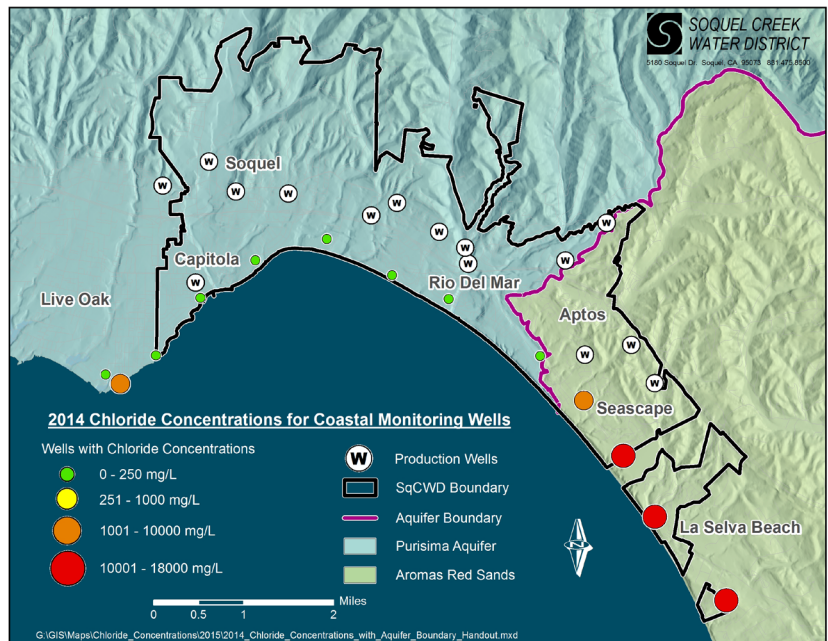 SOQUEL CREEK
WATER DISTRICT
5180 Soquel Dr. Soquel, CA 95073 831.475.8500
W
W
Soquel
W
W
W
W
W
W
W
Capitola
W
W
Rio Del Mar
W
W
Live Oak
Aptos
W
W
W
Seascape
2014 Chloride Concentrations for Coastal Monitoring Wells
Wells with Chloride Concentrations
0 - 250 mg/L
251 - 1000 mg/L
1001 - 10000 mg/L
10001 - 18000 mg/L
W Production Wells
SqCWD Boundary
Aquifer Boundary
Purisima Aquifer
Aromas Red Sands
La Selva Beach
Miles
0 0.5 1 2
G:\GIS\Maps\Chloride_Concentrations\2015\2014_Chloride_Concentrations_with_Aquifer_Boundary_Handout.mxd